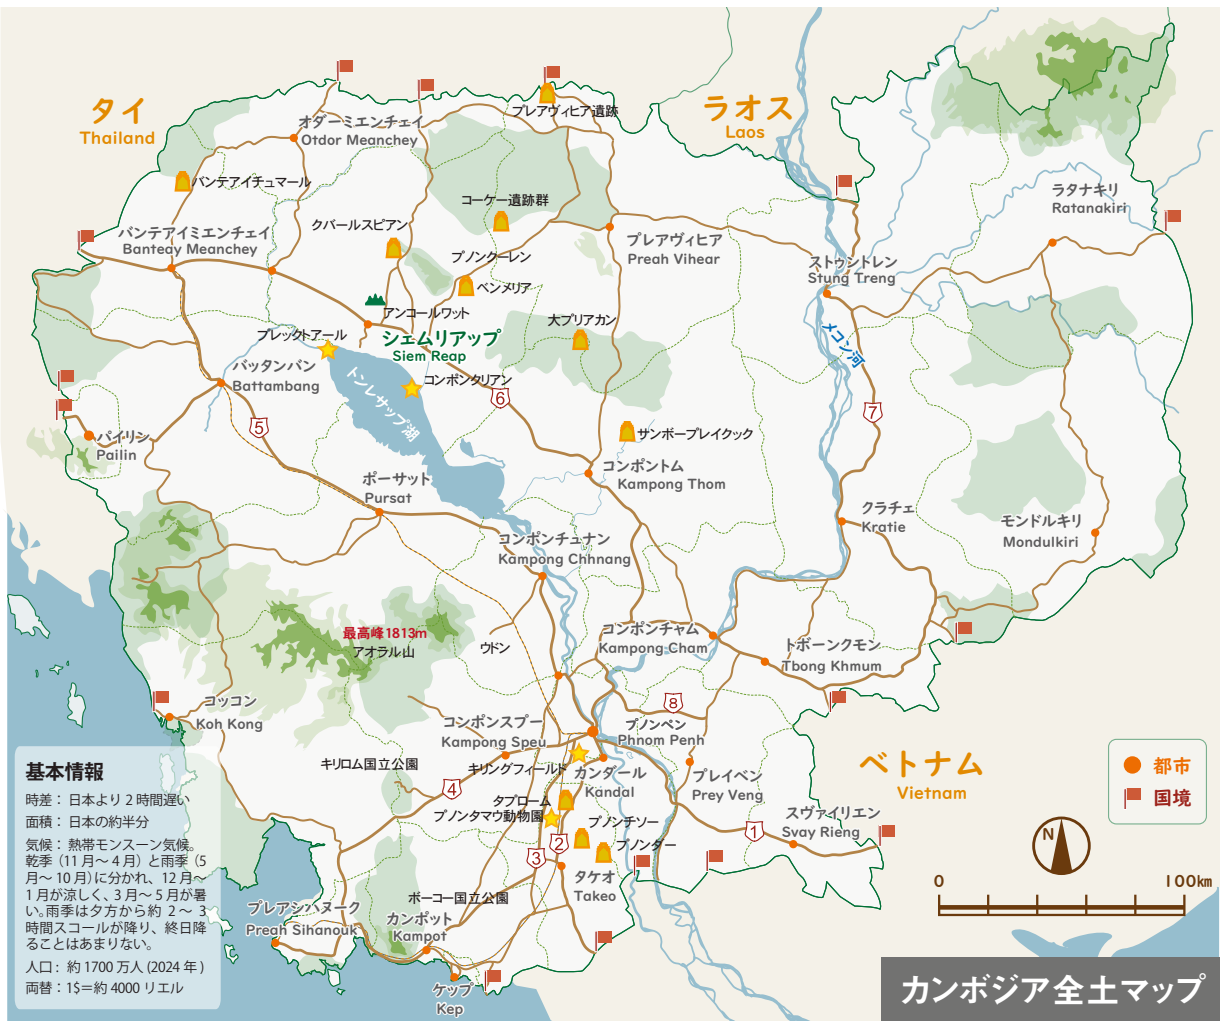 タイ
Thailand
ラオス
Laos
プレアヴィヒア遺跡
オダーミエンチェイ
Otdor Meanchey
バンテアイチュマール
ラタナキリ
Ratanakiri
コーケー遺跡群
クバールスピアン
バンテアイミエンチェイ
Banteay Meanchey
プレアヴィヒア
Preah Vihear
プノンクーレン
ストゥントレン
Stung Treng
ベンメリア
アンコールワット
大プリアカン
プレックトアール
シェムリアップ
Siem Reap
メコン河
バッタンバン
Battambang
トンレサップ湖
コンポンタリアン
6
7
5
パイリン
Pailin
サンボープレイクック
コンポントム
Kampong Thom
ポーサット
Pursat
クラチェ
Kratie
モンドルキリ
Mondulkiri
コンポンチュナン
Kampong Chhnang
最高峰1813m
アオラル山
ウドン
コンポンチャム
Kampong Cham
トボーンクモン
Tbong Khmum
コッコン
Koh Kong
8
コンポンスプー
Kampong Speu
プノンペン
Phnom Penh
キリロム国立公園
キリングフィールド
カンダール
Kandal
プレイベン
Prey Veng
ベトナム
Vietnam
都市
国境
4
タプローム
プノンタマウ動物園
プノンチソー
プノンダー
スヴァイリエン
Svay Rieng
1
2
3
タケオ
Takeo
ボーコー国立公園
プレアシハヌーク
Preah Sihanouk
カンポット
Kampot
ケップ
Kep
基本情報
時差： 日本より 2 時間遅い
面積： 日本の約半分
気候： 熱帯モンスーン気候。
乾季（11 月～ 4 月）と雨季（5
月～ 10 月）に分かれ、12 月～
1 月が涼しく、3 月～ 5 月が暑
い。雨季は夕方から約 2 ～ 3
時間スコールが降り、終日降
ることはあまりない。
人口： 約 1700 万人 (2024 年 )
両替： 1$＝約 4000 リエル
N
0
100km
カンボジア全土マップ